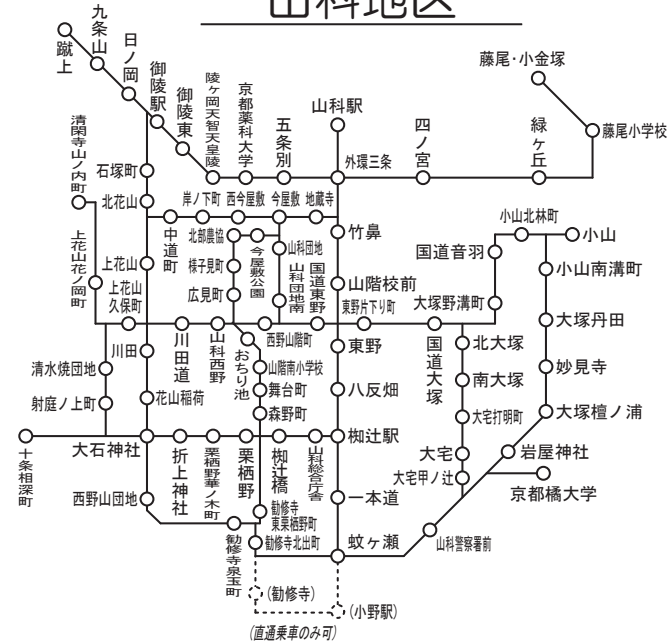 山科地区
九条山
蹴上
日ノ岡
御陵駅
御陵東
陵ヶ岡天智天皇陵
京都薬科大学
五条別
山科駅
外環三条
四ノ宮
緑ヶ丘
藤尾・小金塚
藤尾小学校
清閑寺山ノ内町
石塚町
北花山
岸ノ下町
西今屋敷
今屋敷
地蔵寺
中道町
北部農協
今屋敷公園
山科団地
山科団地南
竹鼻
小山北林町
小山
国道音羽
上花山花ノ岡町
上花山
様子見町
広見町
国道東野
山階校前
東野片下り町
大塚野溝町
小山南溝町
上花山久保町
川田道
山科西野
西野山階町
おちり池
東野
国道大塚
北大塚
大塚丹田
川田
清水焼団地
山階南小学校
舞台町
森野町
八反畑
南大塚
妙見寺
射庭ノ上町
花山稲荷
大宅打明町
大塚檀ノ浦
十条相深町
大石神社
折上神社
栗栖野華ノ木町
栗栖野
椥辻橋
山科総合庁舎
椥辻駅
大宅
岩屋神社
大宅甲ノ辻
京都橘大学
西野山団地
一本道
勧修寺
東栗栖野町
勧修寺北出町
勧修寺泉玉町
蚊ヶ瀬
山科警察署前
(勧修寺)
(小野駅)
(直通乗車のみ可)